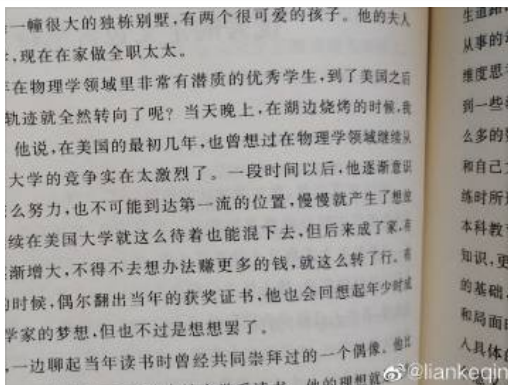 一幢很大的独栋别墅,有两个很可爱的孩子。他的夫人
,现在在家做全职太太。
在物理学领域里非常有潜质的优秀学生,到了美国之后
轨迹就全然转向了呢?当天晚上,在湖边烧烤的时候,我
他说,在美国的最初几年,也曾想过在物理学领域继续从
大学的竞争实在太激烈了。一段时间以后,他逐渐意识
么努力,也不可能到达第一流的位置,慢慢就产生了想放
续在美国大学就这么待着也能混下去,但后来成了家,有
渐增大,不得不去想办法赚更多的钱,就这么转了行。有
时候,偶尔翻出当年的获奖证书,他也会回想起年少时成
学家的梦想,但也不过是想想罢了。
,一边聊起当年读书时曾经共同崇拜过的一个偶像。他比
他的理想就
从事的
维度思
到一些
么多的
和自己
练时所
本科教
知识,更
的基础,
和局面
人具体
@liankeqin